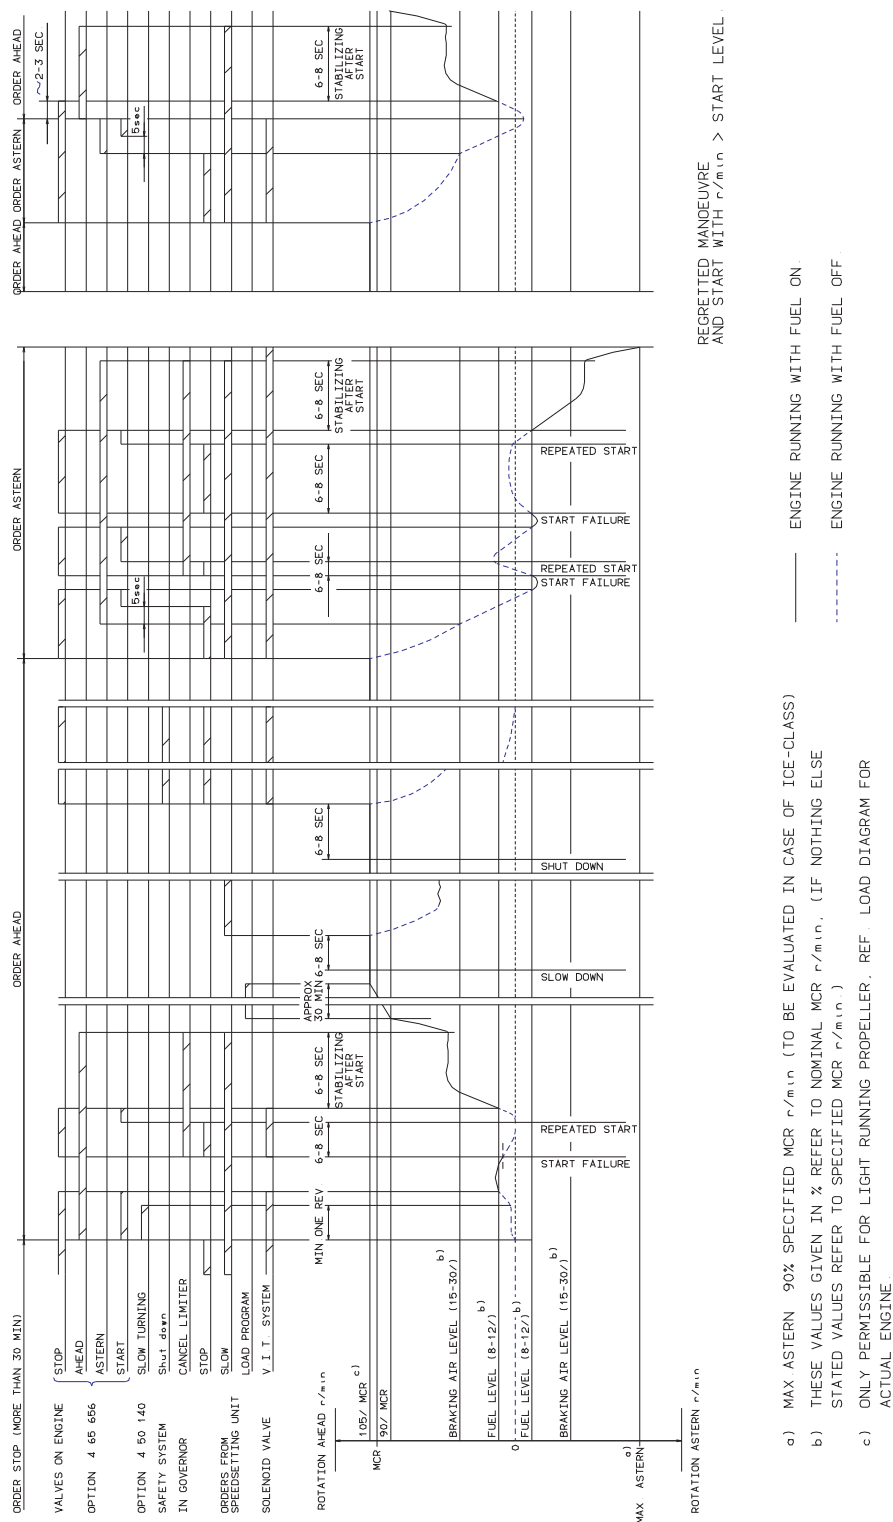 ORDER STOP (MORE THAN 30 MIN)
ORDER AHEAD
ORDER ASTERN
ORDER AHEAD
ORDER ASTERN
ORDER AHEAD
~2-3 SEC
VALVES ON ENGINE
STOP
AHEAD
OPTION 4 65 656
ASTERN
START
OPTION 4 50 140
SLOW TURNING
SAFETY SYSTEM
Shut down
IN GOVERNOR
CANCEL LIMITER
STOP
ORDERS FROM
SPEEDSETTING UNIT
SLOW
LOAD PROGRAM
SOLENOID VALVE
V I T. SYSTEM
5sec
5sec
MIN ONE REV
6-8 SEC
6-8 SEC
STABILIZING
AFTER
START
APPROX
30 MIN
6-8 SEC
6-8 SEC
6-8 SEC
6-8 SEC
6-8 SEC
STABILIZING
AFTER
START
6-8 SEC
STABILIZING
AFTER
START
ROTATION AHEAD r/min
105/ MCR c)
MCR
90/ MCR
BRAKING AIR LEVEL (15-30/) b)
FUEL LEVEL (8-12/) b)
0
FUEL LEVEL (8-12/) b)
BRAKING AIR LEVEL (15-30/) b)
MAX ASTERN a)
ROTATION ASTERN r/min
START FAILURE
REPEATED START
SLOW DOWN
SHUT DOWN
START FAILURE
REPEATED START
START FAILURE
REPEATED START
REGRETTED MANOEUVRE
AND START WITH r/min > START LEVEL.
ENGINE RUNNING WITH FUEL ON.
ENGINE RUNNING WITH FUEL OFF.
a) MAX ASTERN 90% SPECIFIED MCR r/min (TO BE EVALUATED IN CASE OF ICE-CLASS)
b) THESE VALUES GIVEN IN % REFER TO NOMINAL MCR r/min, (IF NOTHING ELSE
STATED VALUES REFER TO SPECIFIED MCR r/min.)
c) ONLY PERMISSIBLE FOR LIGHT RUNNING PROPELLER, REF. LOAD DIAGRAM FOR
ACTUAL ENGINE.